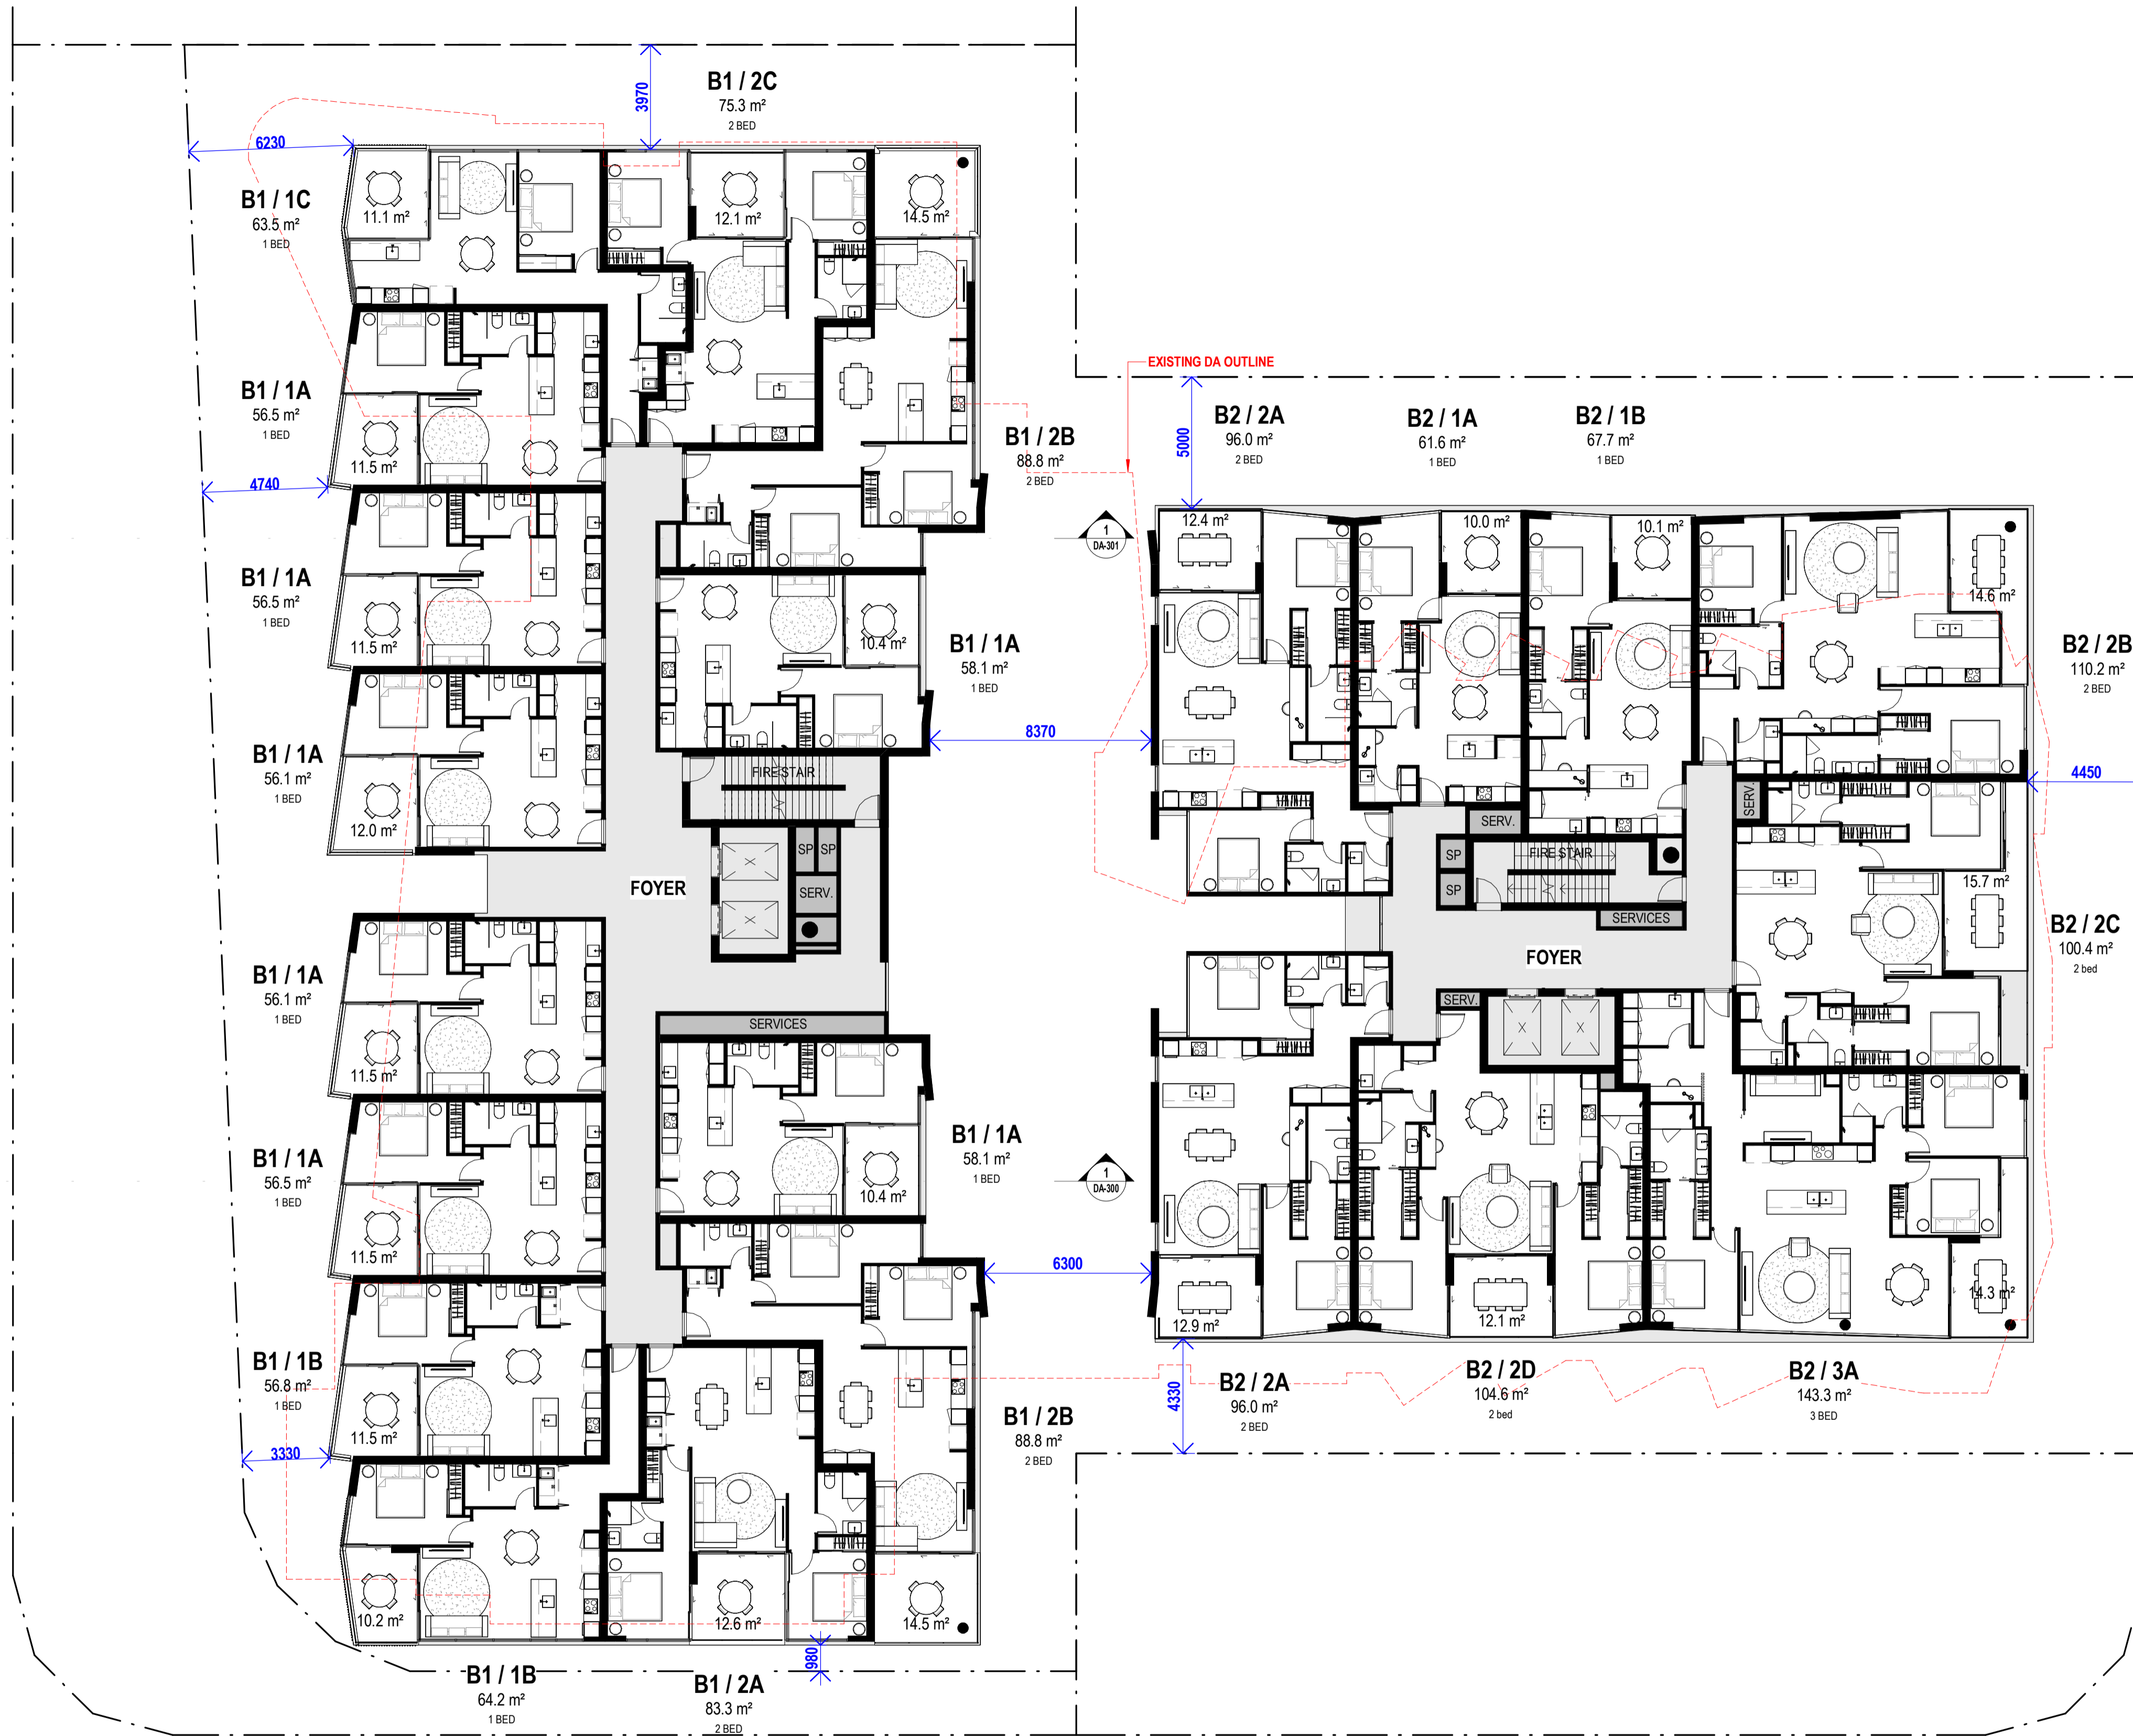 B1 / 2C
75.3 m²
2 BED
3970
6230
B1 / 1C
63.5 m²
1 BED
11.1 m²
12.1 m²
14.5 m²
B1 / 1A
56.5 m²
1 BED
11.5 m²
4740
B1 / 2B
88.8 m²
2 BED
EXISTING DA OUTLINE
5000
B2 / 2A
96.0 m²
2 BED
B2 / 1A
61.6 m²
1 BED
B2 / 1B
67.7 m²
1 BED
12.4 m²
10.0 m²
10.1 m²
14.6 m²
1
DA-301
B1 / 1A
56.5 m²
1 BED
11.5 m²
10.4 m²
B1 / 1A
58.1 m²
1 BED
B2 / 2B
110.2 m²
2 BED
8370
4450
B1 / 1A
56.1 m²
1 BED
12.0 m²
FIRE STAIR
SP
SP
SERV.
FOYER
SERV.
SERV.
SP
SP
FIRE STAIR
SERVICES
FOYER
SERV.
15.7 m²
B2 / 2C
100.4 m²
2 bed
B1 / 1A
56.1 m²
1 BED
11.5 m²
SERVICES
B1 / 1A
56.5 m²
1 BED
11.5 m²
10.4 m²
B1 / 1A
58.1 m²
1 BED
1
DA-300
6300
B1 / 1B
56.8 m²
1 BED
11.5 m²
3330
12.9 m²
12.1 m²
14.3 m²
4330
B2 / 2A
96.0 m²
2 BED
B2 / 2D
104.6 m²
2 bed
B2 / 3A
143.3 m²
3 BED
B1 / 2B
88.8 m²
2 BED
10.2 m²
12.6 m²
14.5 m²
980
B1 / 1B
64.2 m²
1 BED
B1 / 2A
83.3 m²
2 BED